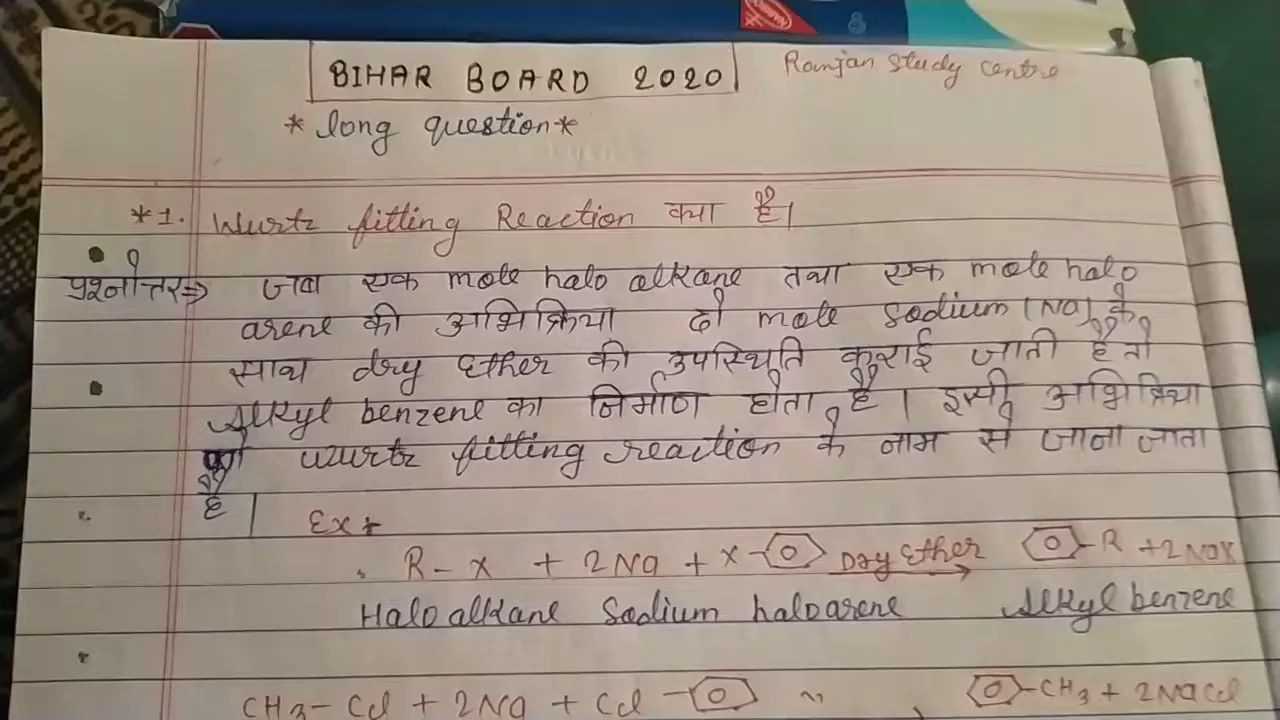 BIHAR BOARD 2020
Ranjan Study centre
* long question *
*1. Wurtz fitting Reaction क्या है।
प्रश्नोत्तर⇒ जब एक mole halo alkane तथा एक mole halo
arene की अभिक्रिया दो mole Sodium (Na) के
साथ dry Ether की उपस्थिति कराई जाती है तो
Alkyl benzene का निर्माण होता है। इसी अभिक्रिया
को wurtz fitting reaction के नाम से जाना जाता
है।
Ex÷
R-X + 2Na + X-⌬ Dry Ether → ⌬-R + 2NaX
Halo alkane Sodium haloarene Alkyl benzene
CH3-Cl + 2Na + Cl-⌬ " ⌬-CH3 + 2NaCl